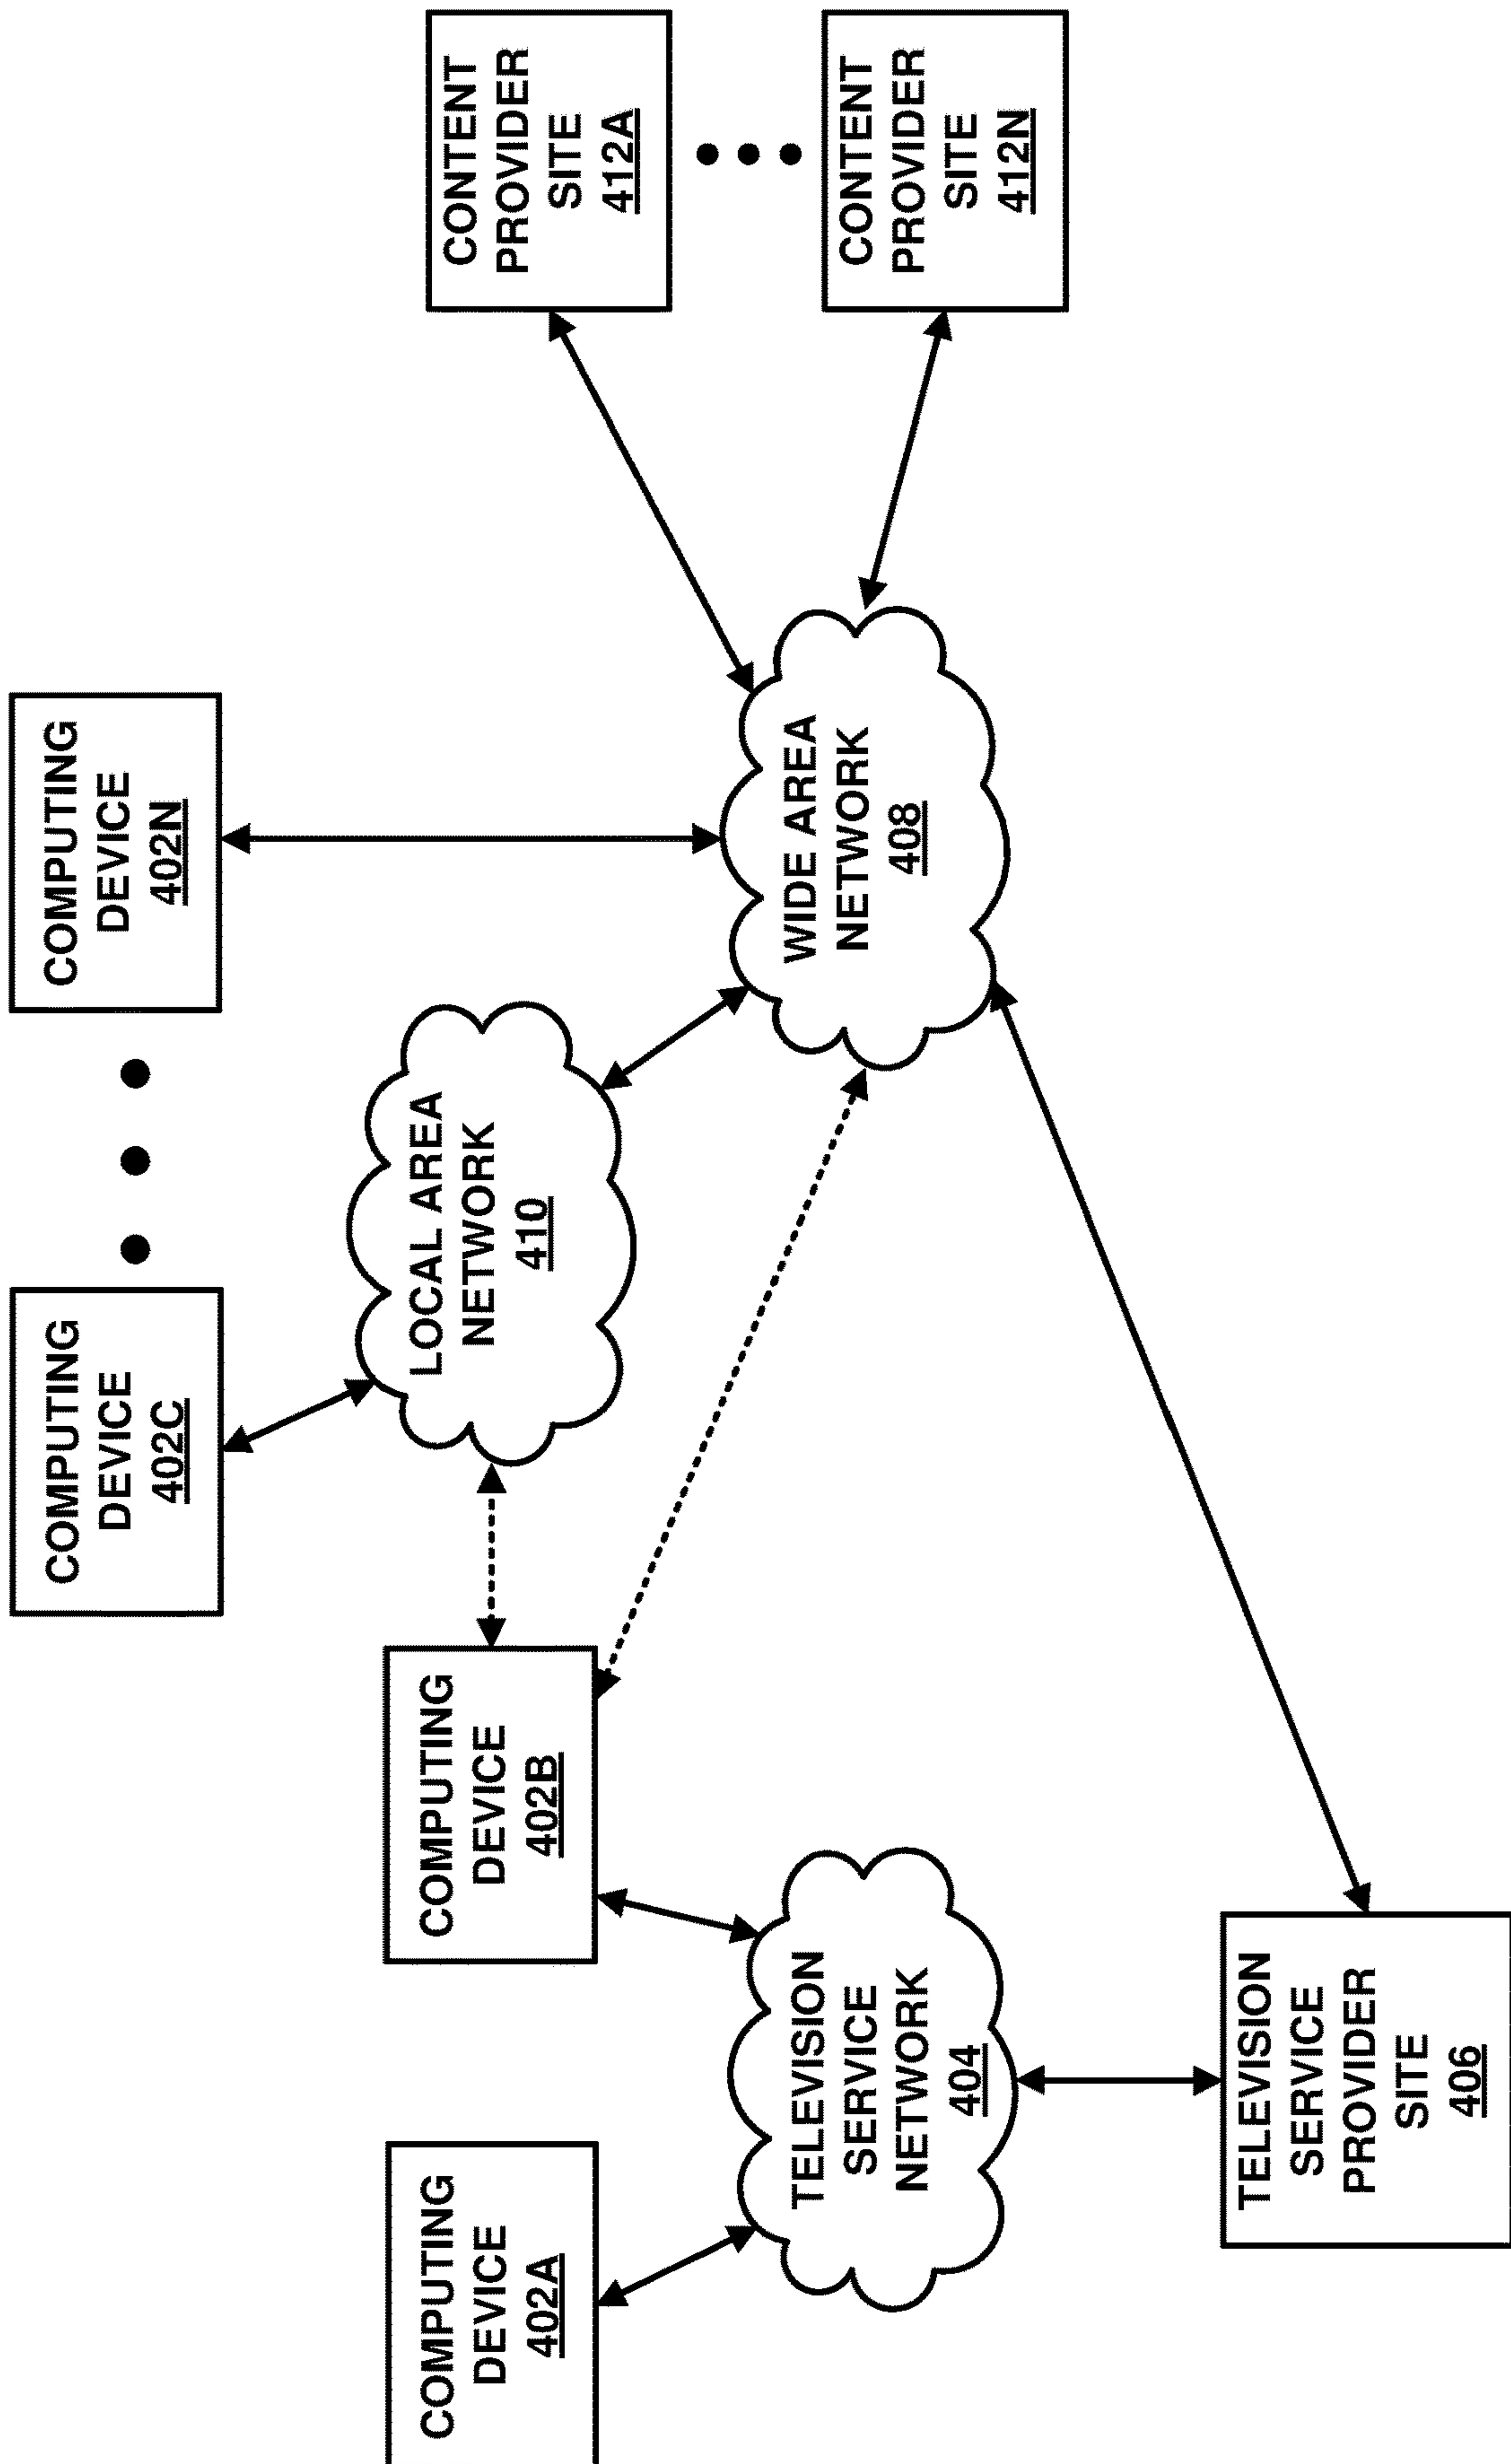 COMPUTING
DEVICE
402A
COMPUTING
DEVICE
402B
COMPUTING
DEVICE
402C
COMPUTING
DEVICE
402N
LOCAL AREA
NETWORK
410
TELEVISION
SERVICE
NETWORK
404
WIDE AREA
NETWORK
408
CONTENT
PROVIDER
SITE
412A
CONTENT
PROVIDER
SITE
412N
TELEVISION
SERVICE
PROVIDER
SITE
406